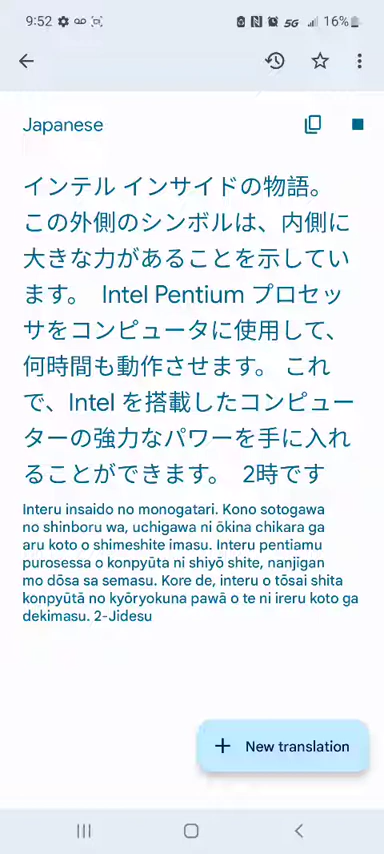 9:52 5G 16%
Japanese
インテル インサイドの物語。
この外側のシンボルは、内側に
大きな力があることを示してい
ます。 Intel Pentium プロセッ
サをコンピュータに使用して、
何時間も動作させます。 これ
で、Intel を搭載したコンピュー
ターの強力なパワーを手に入れ
ることができます。 2時です
Interu insaido no monogatari. Kono sotogawa
no shinboru wa, uchigawa ni ōkina chikara ga
aru koto o shimeshite imasu. Interu pentiamu
purosessa o konpyūta ni shiyō shite, nanjigan
mo dōsa sa semasu. Kore de, interu o tōsai shita
konpyūtā no kyōryokuna pawā o te ni ireru koto ga
dekimasu. 2-Jidesu
+ New translation